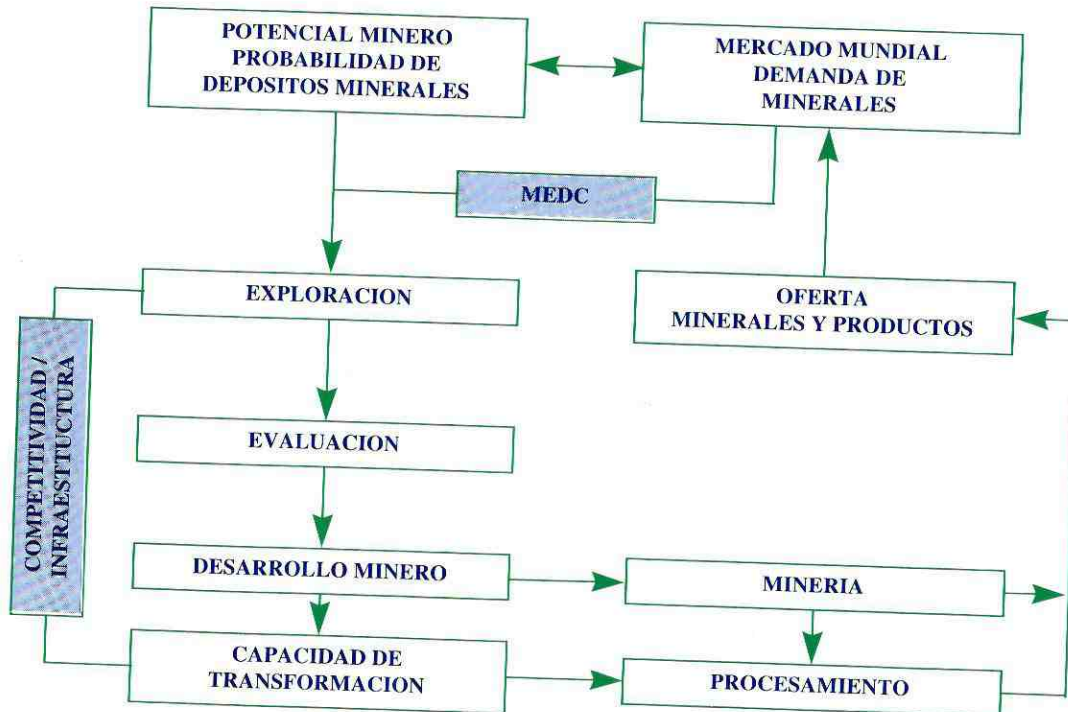 POTENCIAL MINERO
PROBABILIDAD DE
DEPOSITOS MINERALES
MERCADO MUNDIAL
DEMANDA DE
MINERALES
MEDC
EXPLORACION
OFERTA
MINERALES Y PRODUCTOS
COMPETITIVIDAD /
INFRAESTTUCTURA
EVALUACION
DESARROLLO MINERO
MINERIA
CAPACIDAD DE
TRANSFORMACION
PROCESAMIENTO